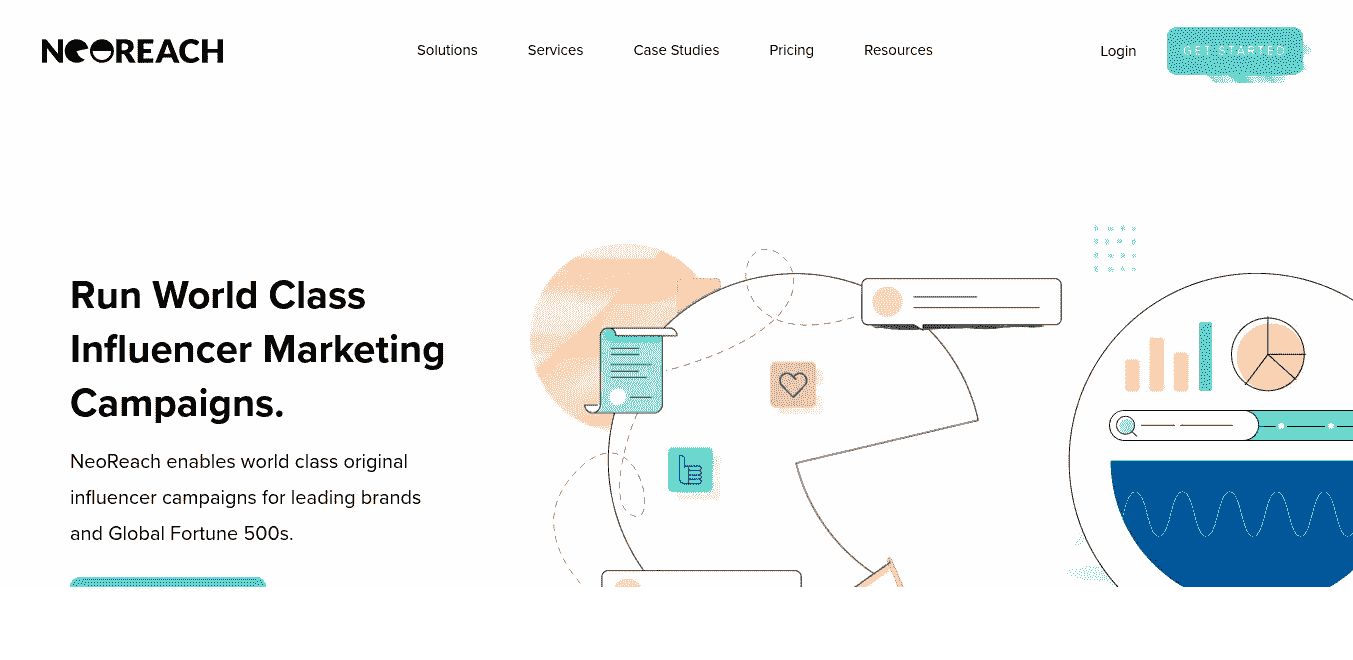 NEOREACH
Solutions
Services
Case Studies
Pricing
Resources
Login
GET STARTED
Run World Class
Influencer Marketing
Campaigns.
NeoReach enables world class original
influencer campaigns for leading brands
and Global Fortune 500s.